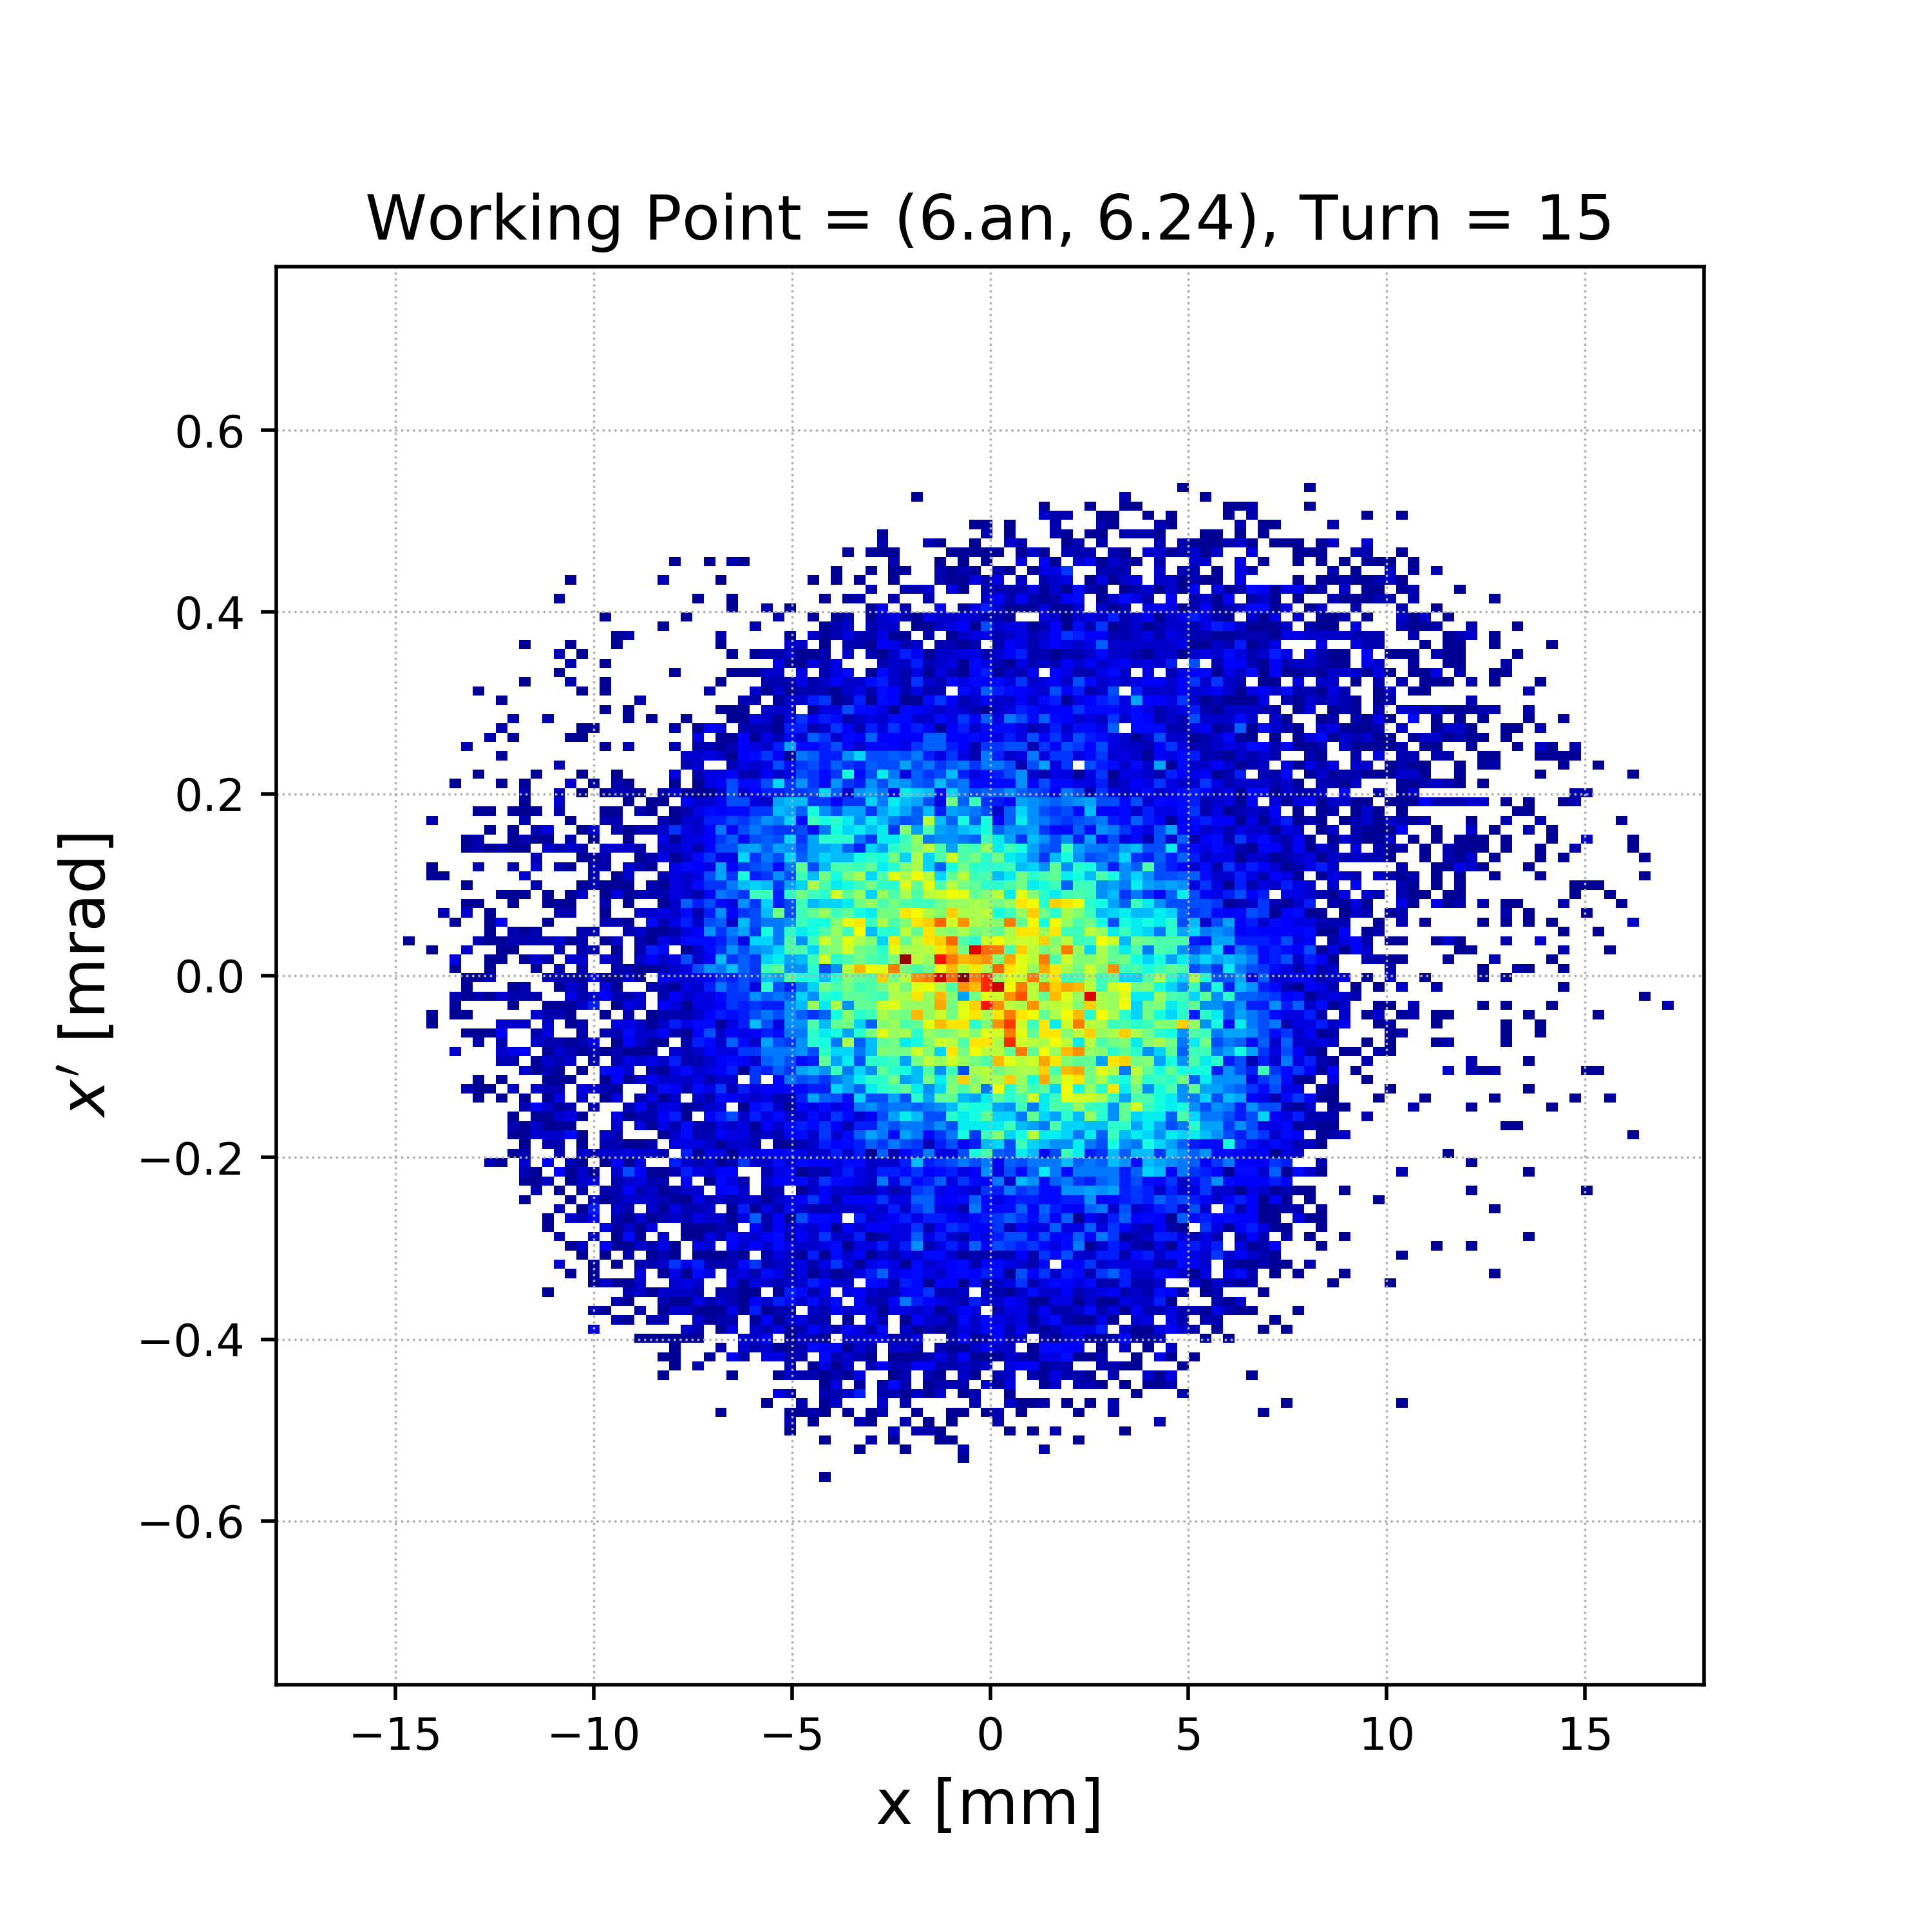 Working Point = (6.an, 6.24), Turn = 15
0.6
0.4
0.2
0.0
−0.2
−0.4
−0.6
x′ [mrad]
−15 −10 −5 0 5 10 15
x [mm]